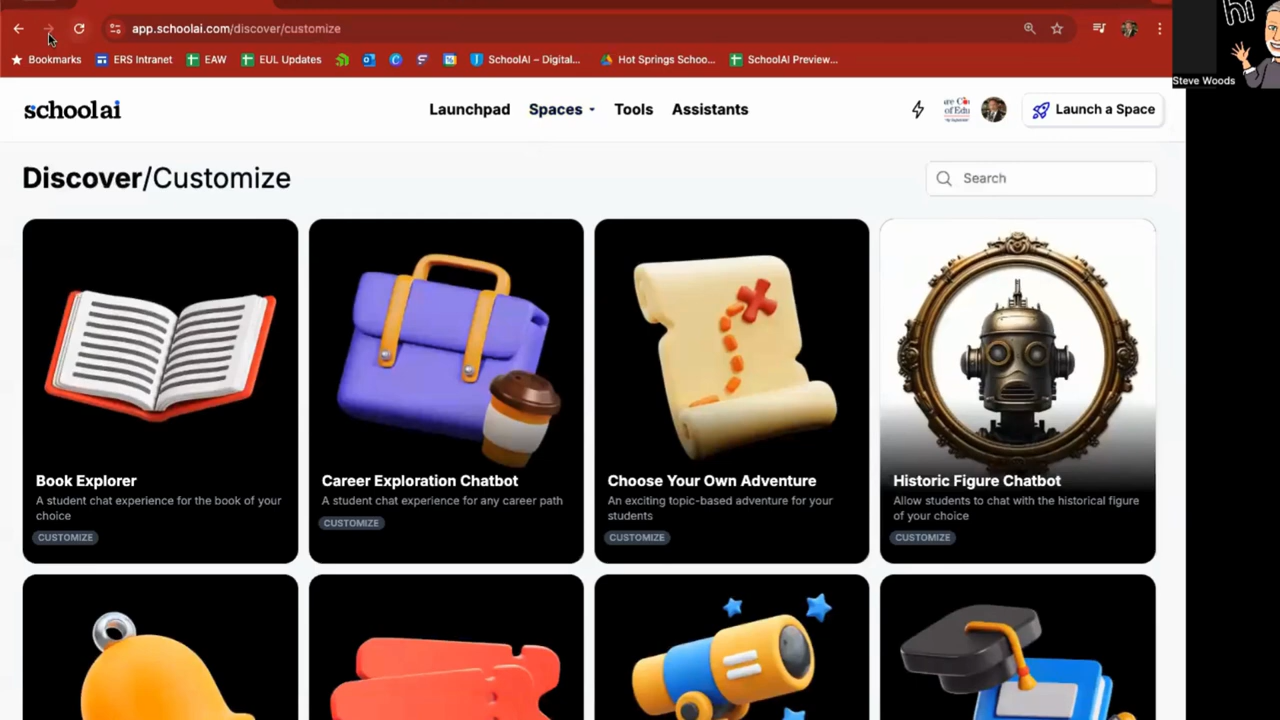 app.schoolai.com/discover/customize
Bookmarks ERS Intranet EAW EUL Updates SchoolAI – Digital... Hot Springs Schoo... SchoolAI Preview...
hi
Steve Woods
school ai Launchpad Spaces Tools Assistants Launch a Space
Discover/Customize Search
Book Explorer
A student chat experience for the book of your
choice
CUSTOMIZE
Career Exploration Chatbot
A student chat experience for any career path
CUSTOMIZE
Choose Your Own Adventure
An exciting topic-based adventure for your
students
CUSTOMIZE
Historic Figure Chatbot
Allow students to chat with the historical figure
of your choice
CUSTOMIZE